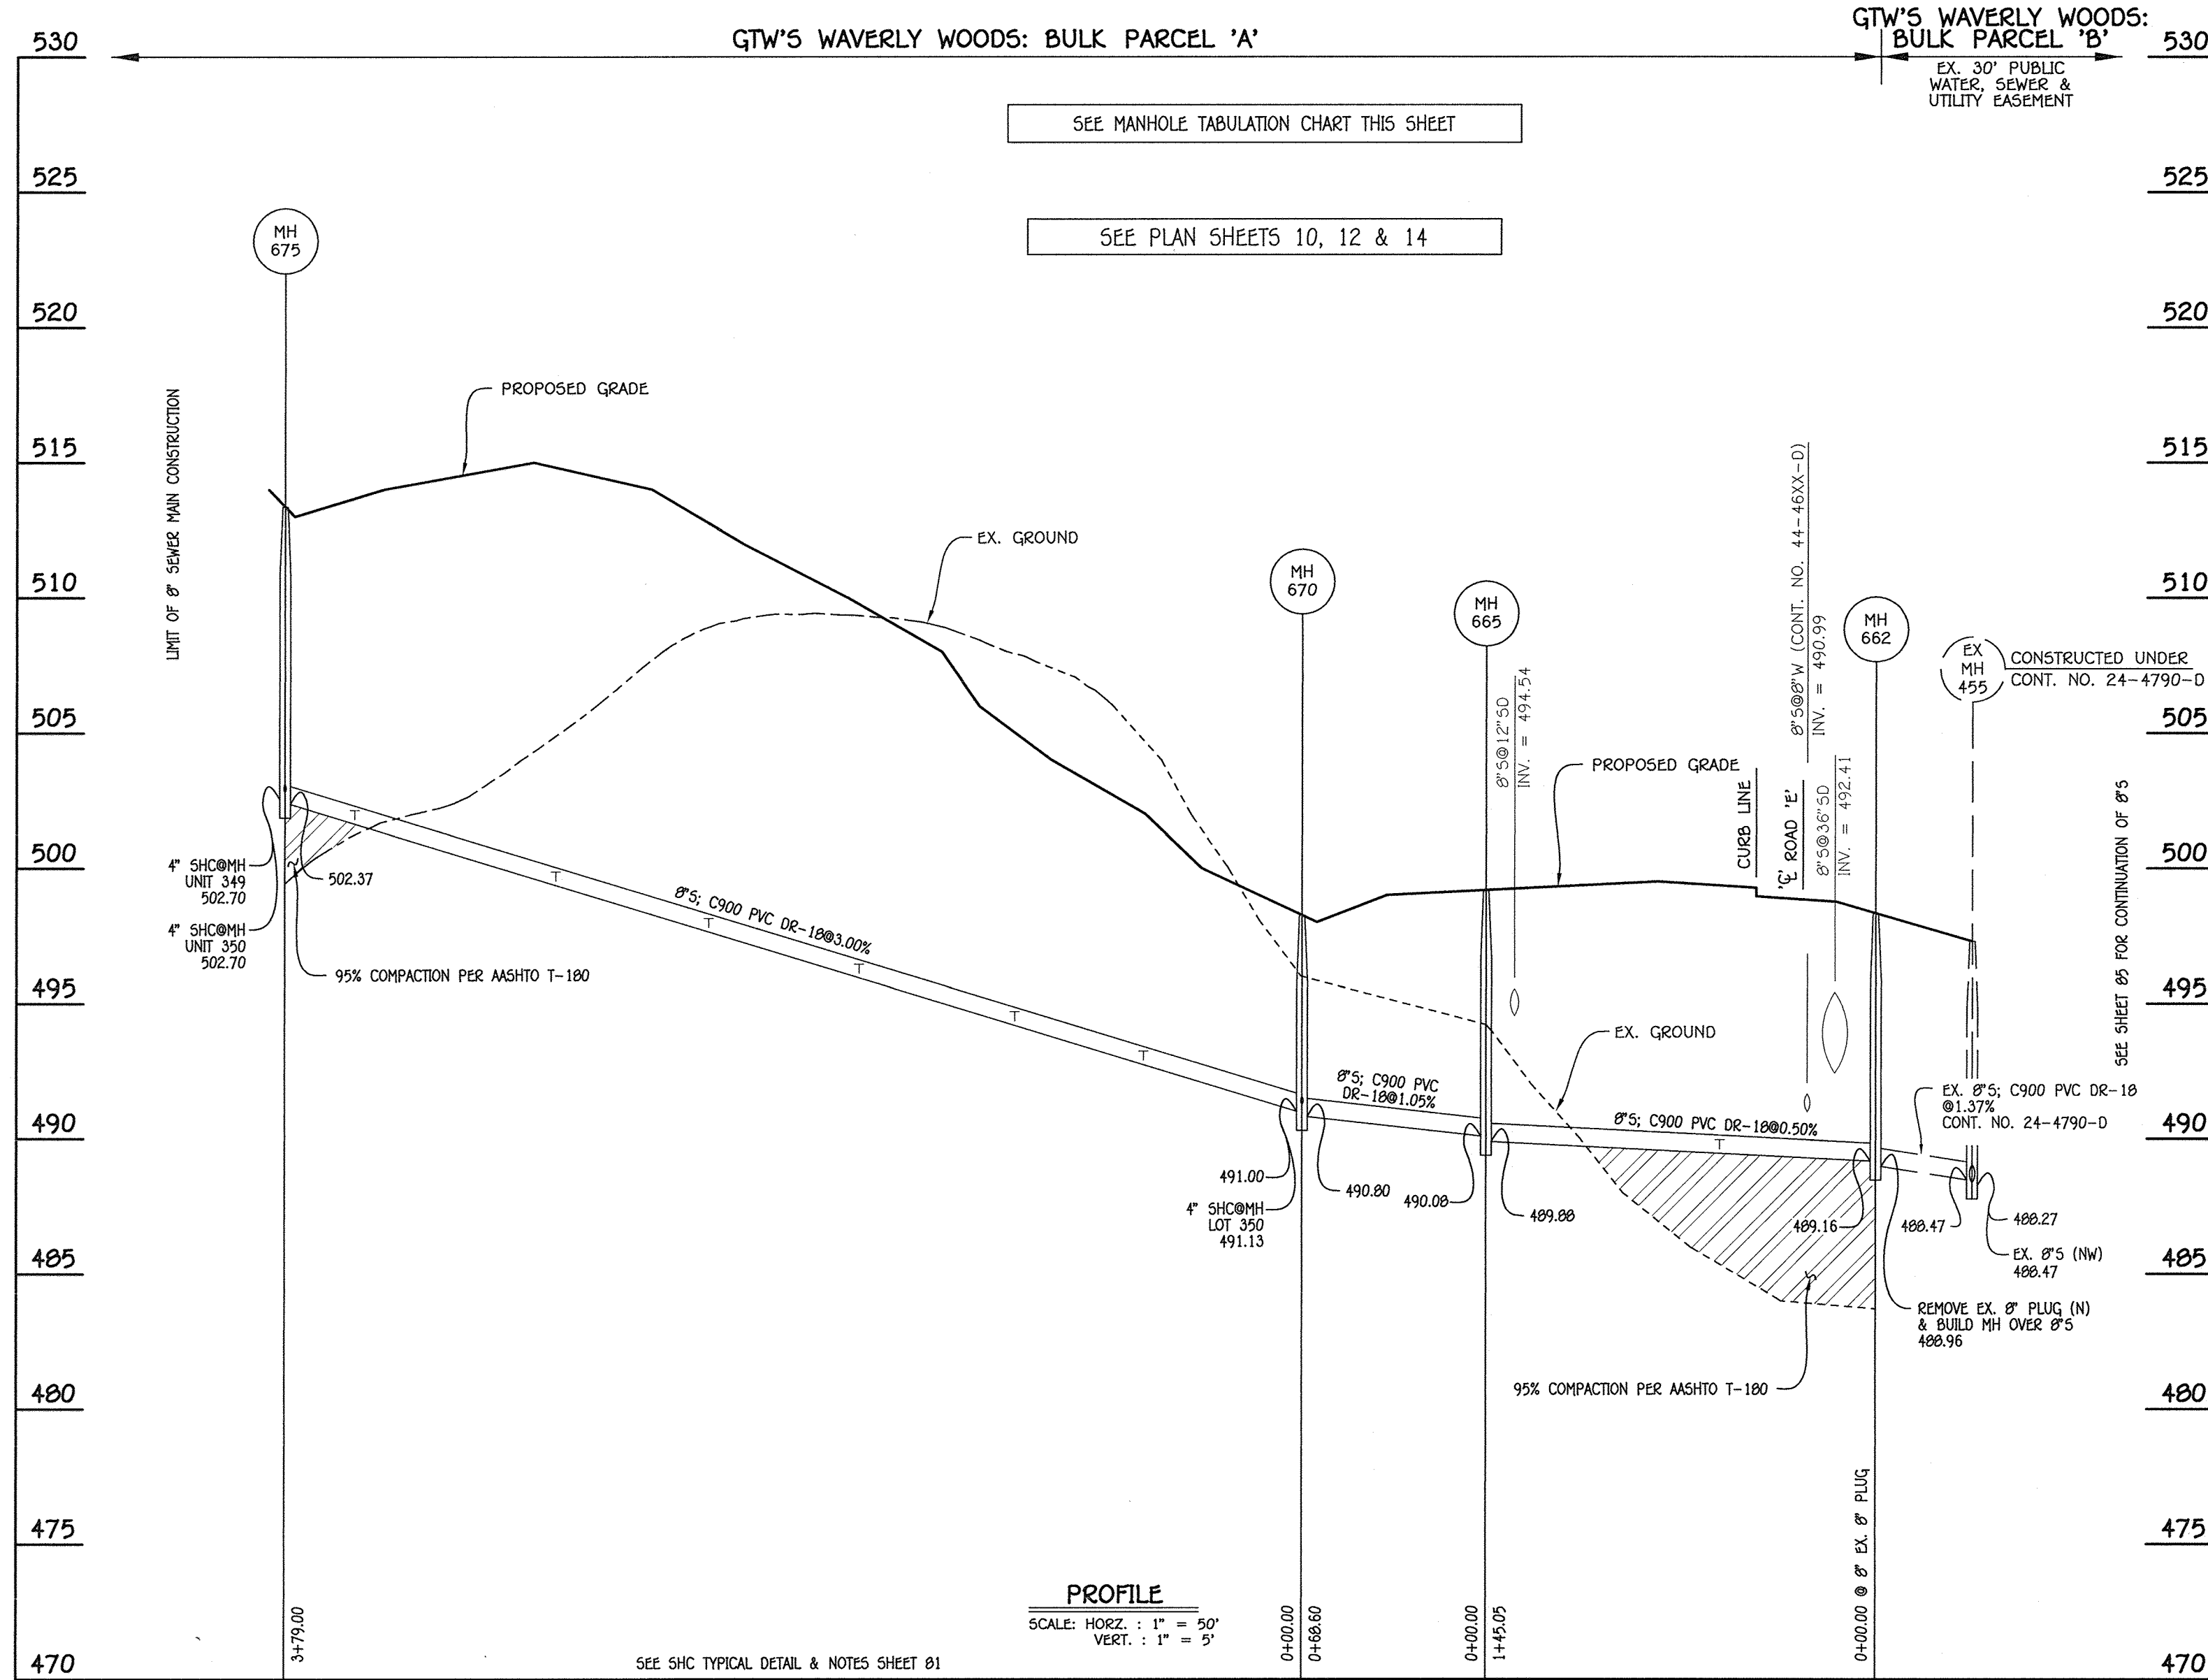 GTW'S WAVERLY WOODS: BULK PARCEL 'A'
GTW'S WAVERLY WOODS:
BULK PARCEL 'B'
EX. 30' PUBLIC
WATER, SEWER &
UTILITY EASEMENT
530
525
520
515
510
505
500
495
490
485
480
475
470
530
525
520
515
510
505
500
495
490
485
480
475
470
SEE MANHOLE TABULATION CHART THIS SHEET
SEE PLAN SHEETS 10, 12 & 14
LIMIT OF 8" SEWER MAIN CONSTRUCTION
MH
675
PROPOSED GRADE
EX. GROUND
4" SHC@MH
UNIT 349
502.70
4" SHC@MH
UNIT 350
502.70
502.37
95% COMPACTION PER AASHTO T-180
8"S; C900 PVC DR-18@3.00%
T
T
T
T
T
T
MH
670
491.00
4" SHC@MH
LOT 350
491.13
490.80
8"S; C900 PVC
DR-18@1.05%
MH
665
490.08
489.88
8"S@12"SD
INV. = 494.54
PROPOSED GRADE
EX. GROUND
8"S; C900 PVC DR-18@0.50%
T
CURB LINE
℄ ROAD 'E'
8"S@8"W (CONT. NO. 44-46XX-D)
INV. = 490.99
8"S@36"SD
INV. = 492.41
MH
662
489.16
EX
MH
455
CONSTRUCTED UNDER
CONT. NO. 24-4790-D
EX. 8"S; C900 PVC DR-18
@1.37%
CONT. NO. 24-4790-D
488.47
488.27
EX. 8"S (NW)
488.47
REMOVE EX. 8" PLUG (N)
& BUILD MH OVER 8"S
488.96
95% COMPACTION PER AASHTO T-180
SEE SHEET 85 FOR CONTINUATION OF 8"S
3+79.00
0+00.00
0+68.60
0+00.00
1+45.05
0+00.00 @ 8" EX. 8" PLUG
PROFILE
SCALE: HORZ. : 1" = 50'
VERT. : 1" = 5'
SEE SHC TYPICAL DETAIL & NOTES SHEET 81